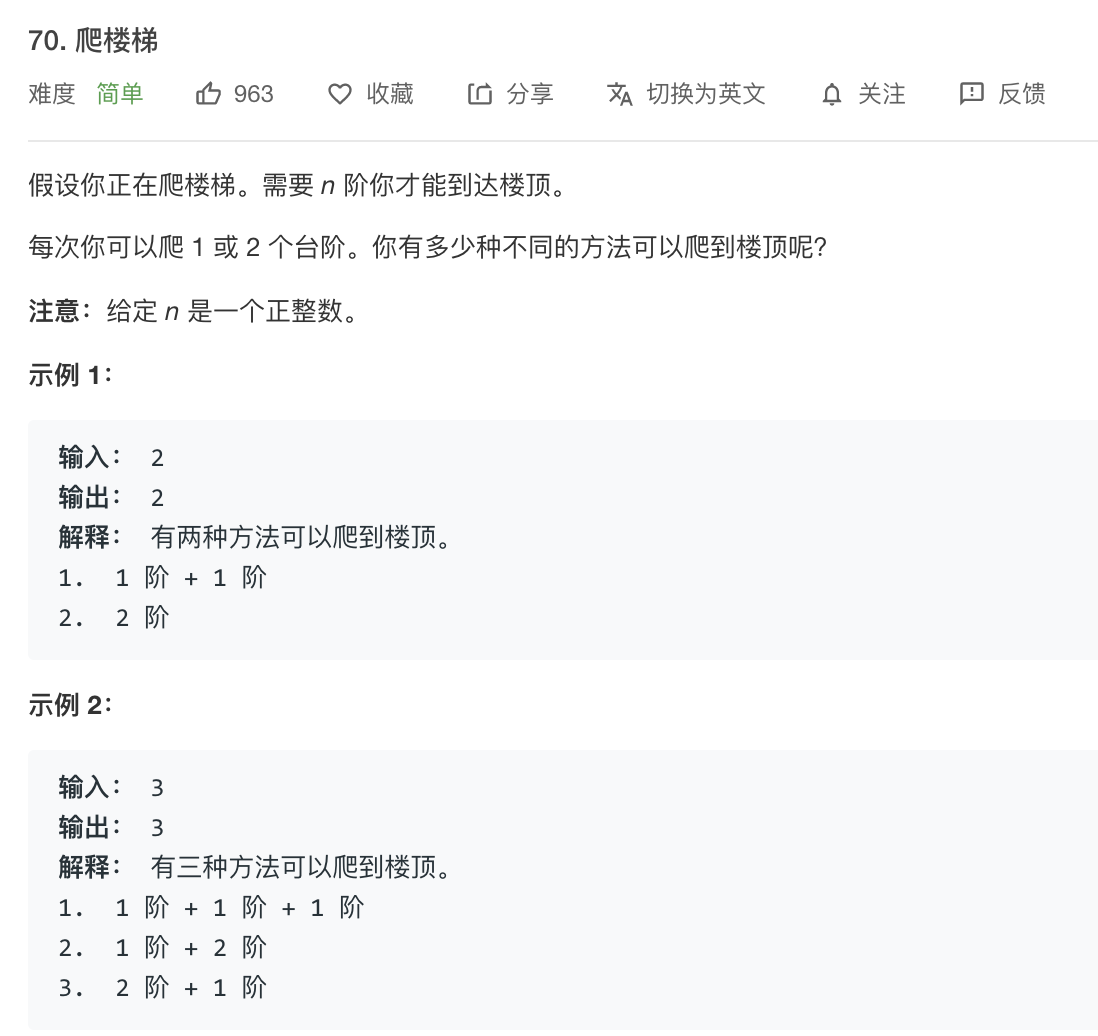 70. 爬楼梯
难度 简单 963 收藏 分享 切换为英文 关注 反馈
假设你正在爬楼梯。需要 n 阶你才能到达楼顶。
每次你可以爬 1 或 2 个台阶。你有多少种不同的方法可以爬到楼顶呢?
注意：给定 n 是一个正整数。
示例 1：
输入： 2
输出： 2
解释： 有两种方法可以爬到楼顶。
1. 1 阶 + 1 阶
2. 2 阶
示例 2：
输入： 3
输出： 3
解释： 有三种方法可以爬到楼顶。
1. 1 阶 + 1 阶 + 1 阶
2. 1 阶 + 2 阶
3. 2 阶 + 1 阶